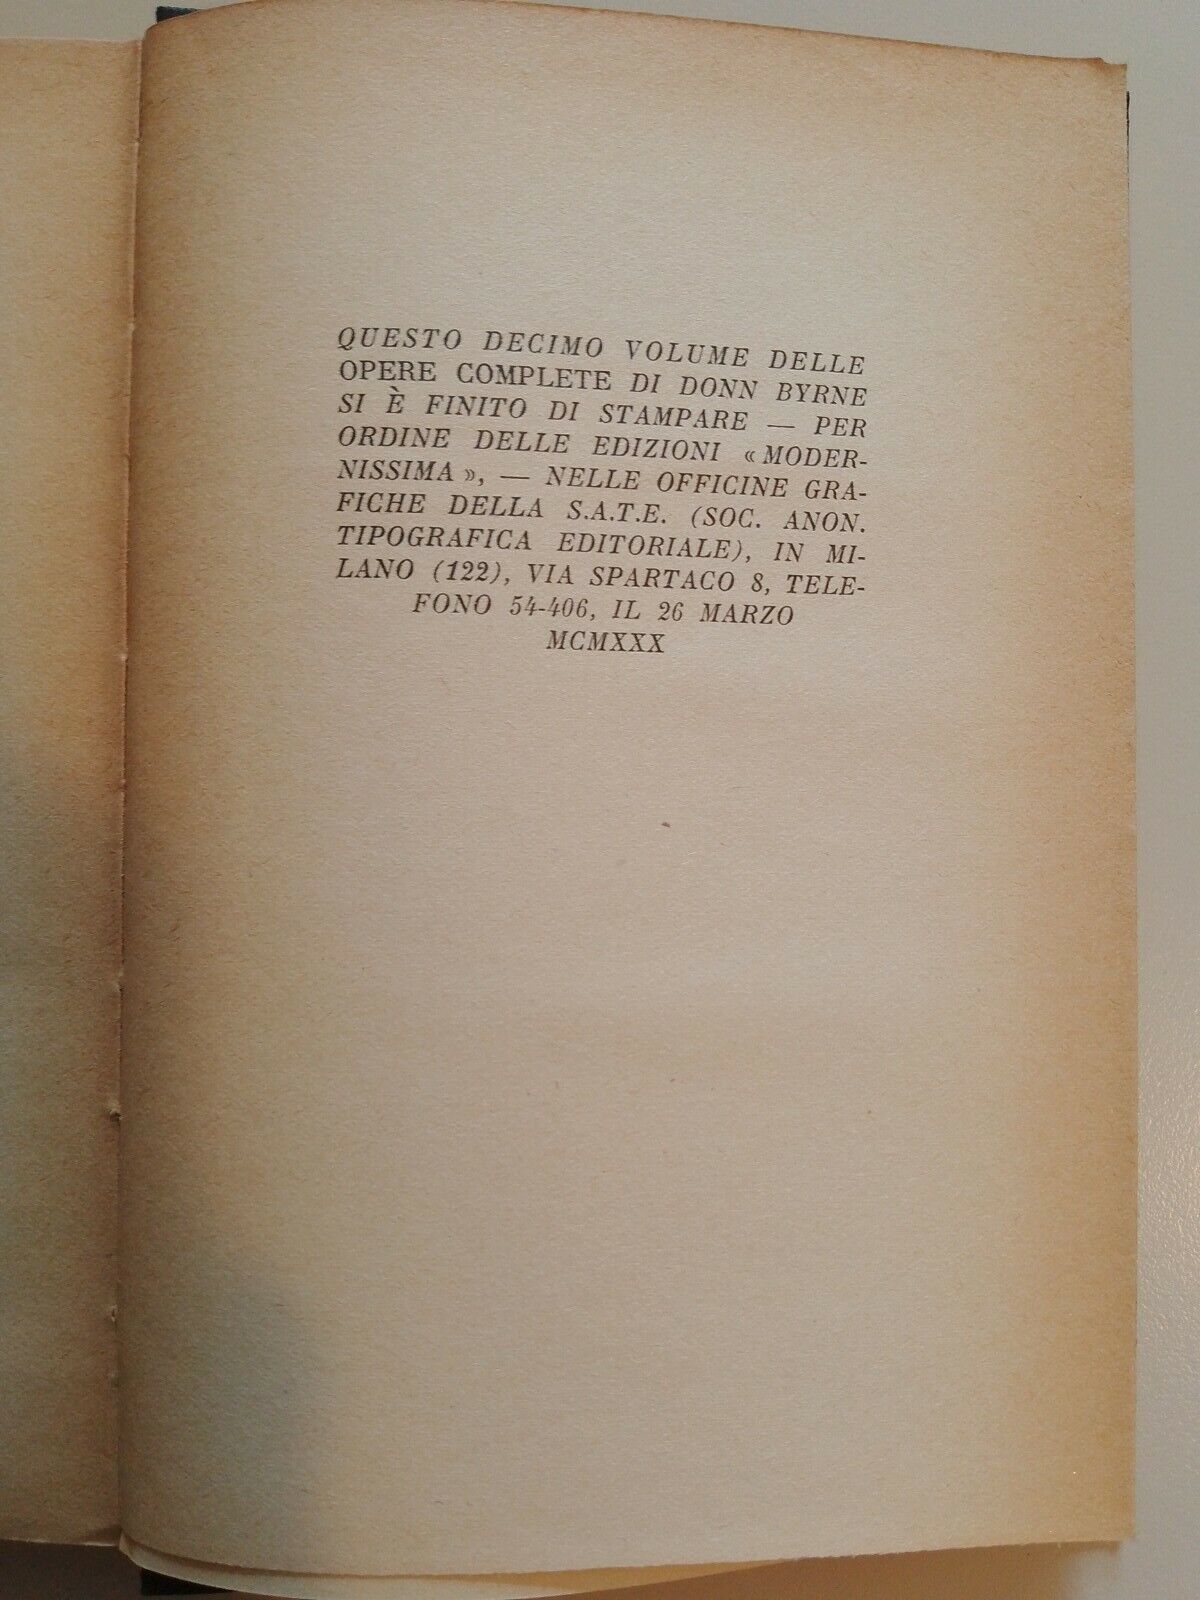 QUESTO DECIMO VOLUME DELLE
OPERE COMPLETE DI DONN BYRNE
SI È FINITO DI STAMPARE — PER
ORDINE DELLE EDIZIONI «MODER-
NISSIMA», — NELLE OFFICINE GRA-
FICHE DELLA S.A.T.E. (SOC. ANON.
TIPOGRAFICA EDITORIALE), IN MI-
LANO (122), VIA SPARTACO 8, TELE-
FONO 54-406, IL 26 MARZO
MCMXXX